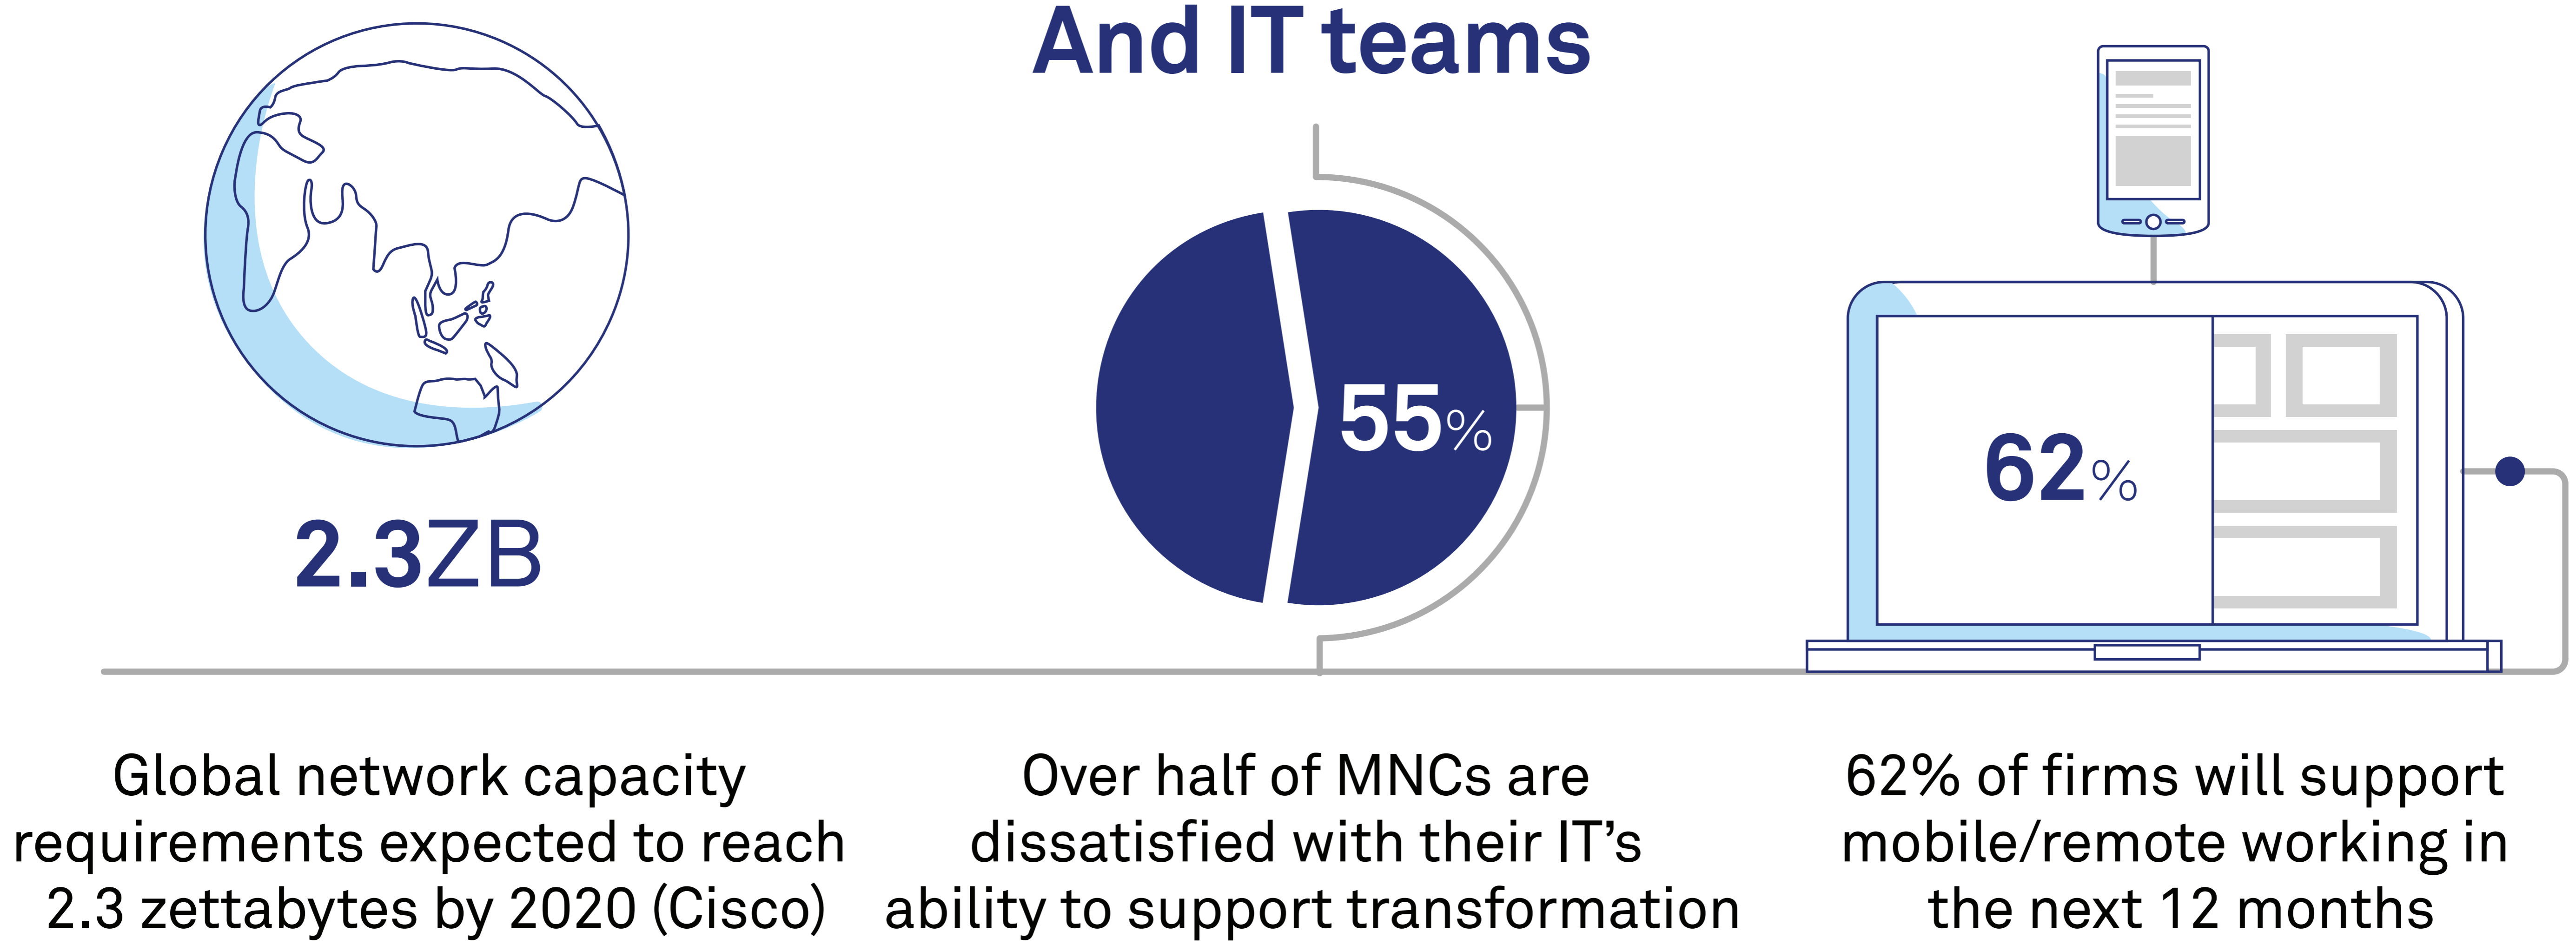 And IT teams
2.3ZB
55%
62%
Global network capacity
requirements expected to reach
2.3 zettabytes by 2020 (Cisco)
Over half of MNCs are
dissatisfied with their IT’s
ability to support transformation
62% of firms will support
mobile/remote working in
the next 12 months